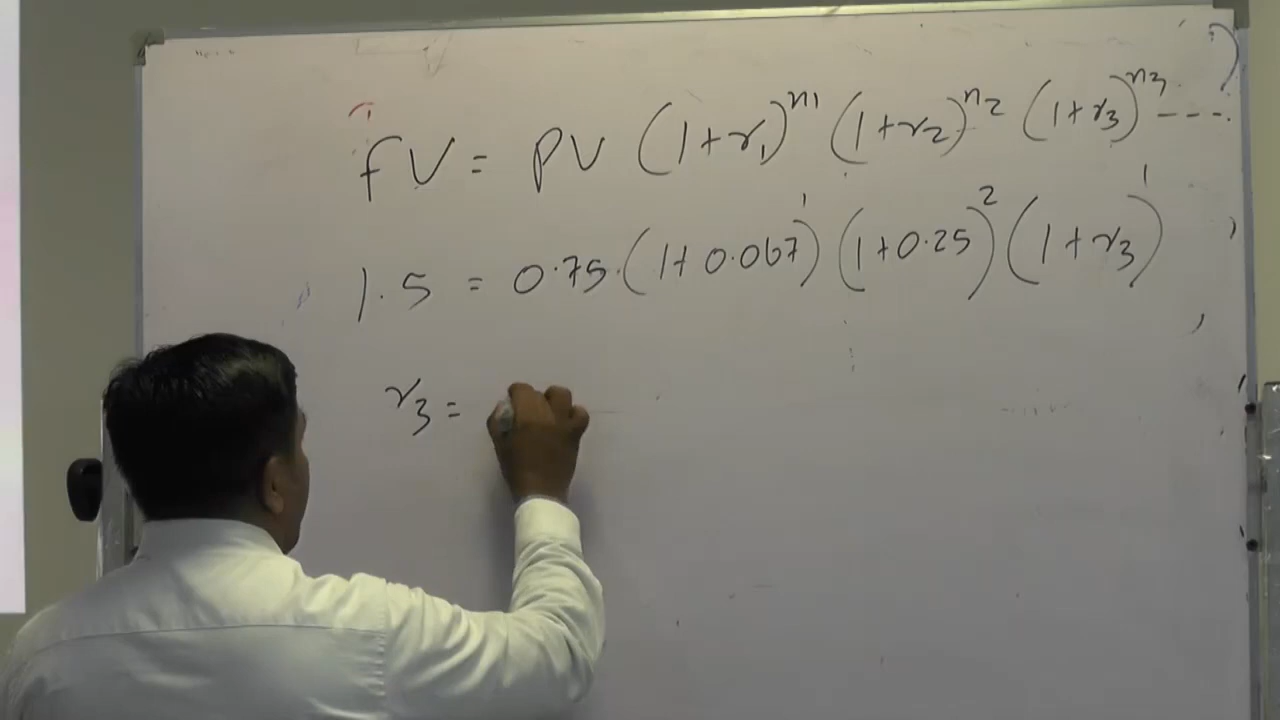 FV = PV (1+r₁)ⁿ¹ (1+r₂)ⁿ² (1+r₃)ⁿ³ ----
1.5 = 0.75.(1+0.067)¹ (1+0.25)² (1+r₃)¹
r₃ =